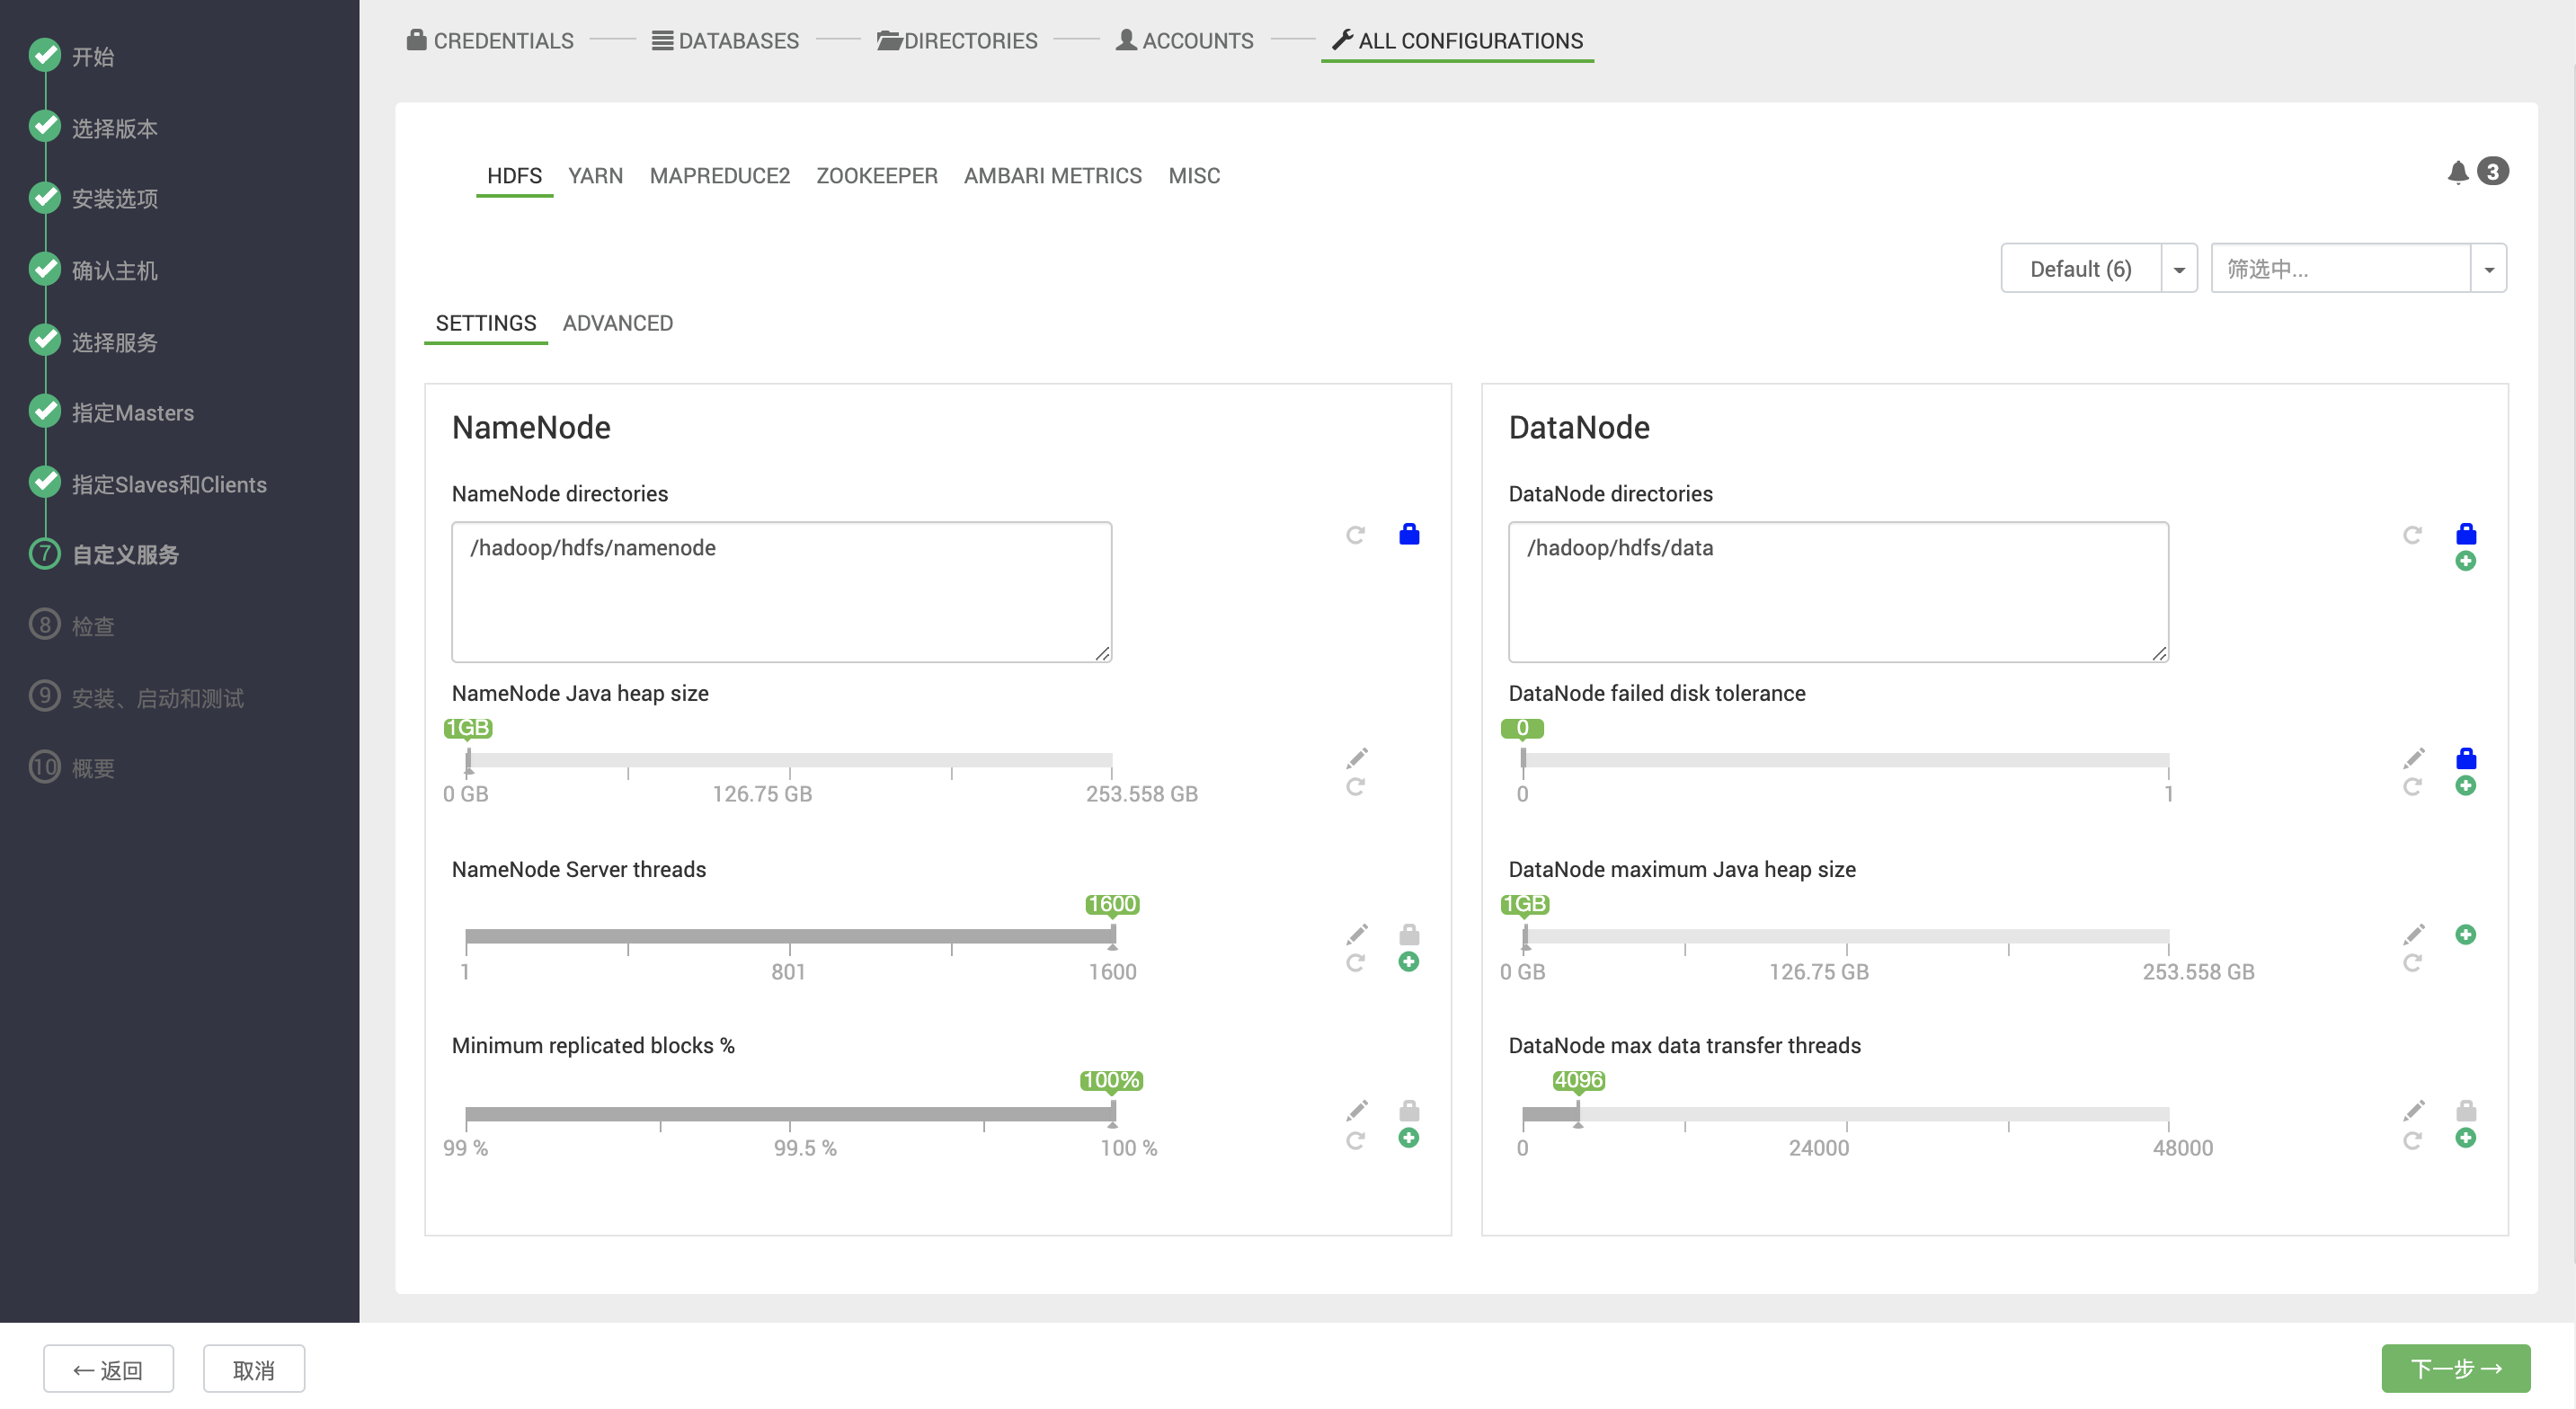 开始
选择版本
安装选项
确认主机
选择服务
指定Masters
指定Slaves和Clients
7 自定义服务
8 检查
9 安装、启动和测试
10 概要
CREDENTIALS DATABASES DIRECTORIES ACCOUNTS ALL CONFIGURATIONS
HDFS YARN MAPREDUCE2 ZOOKEEPER AMBARI METRICS MISC 3
Default (6) 筛选中...
SETTINGS ADVANCED
NameNode
NameNode directories
/hadoop/hdfs/namenode
NameNode Java heap size
1GB
0 GB 126.75 GB 253.558 GB
NameNode Server threads
1600
1 801 1600
Minimum replicated blocks %
100%
99 % 99.5 % 100 %
DataNode
DataNode directories
/hadoop/hdfs/data
DataNode failed disk tolerance
0
0 1
DataNode maximum Java heap size
1GB
0 GB 126.75 GB 253.558 GB
DataNode max data transfer threads
4096
0 24000 48000
← 返回 取消 下一步 →